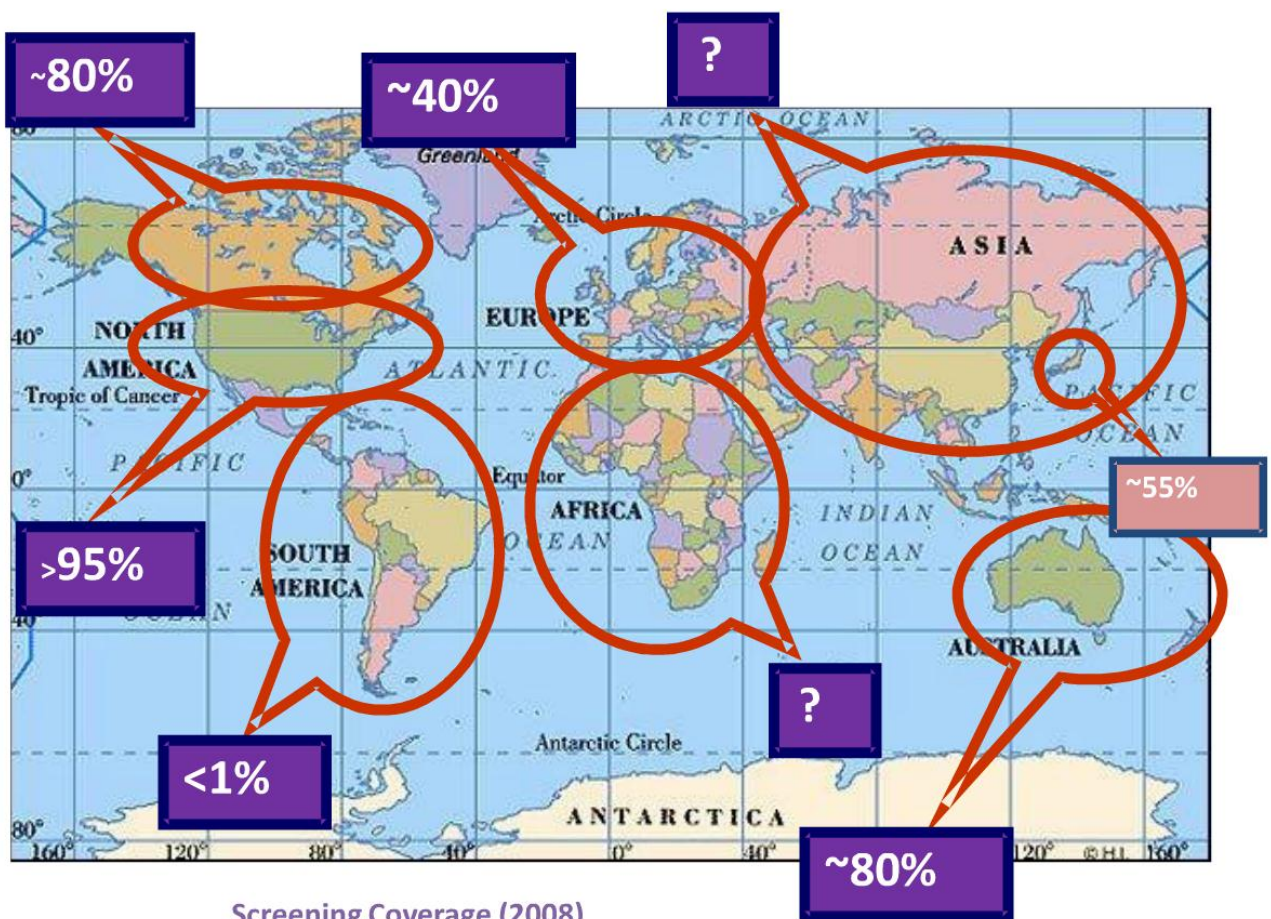 ~80%
~40%
?
80°
ARCTIC OCEAN
Greenland
Arctic Circle
ASIA
EUROPE
NORTH
AMERICA
40°
ATLANTIC
Tropic of Cancer
PACIFIC
OCEAN
~55%
PACIFIC
Equator
0°
AFRICA
INDIAN
OCEAN
OCEAN
>95%
SOUTH
AMERICA
OCEAN
40°
AUSTRALIA
?
<1%
Antarctic Circle
ANTARCTICA
~80%
80°
160°
120°
80°
40°
0°
40°
120°
© H.I.
160°
Screening Coverage (2008)